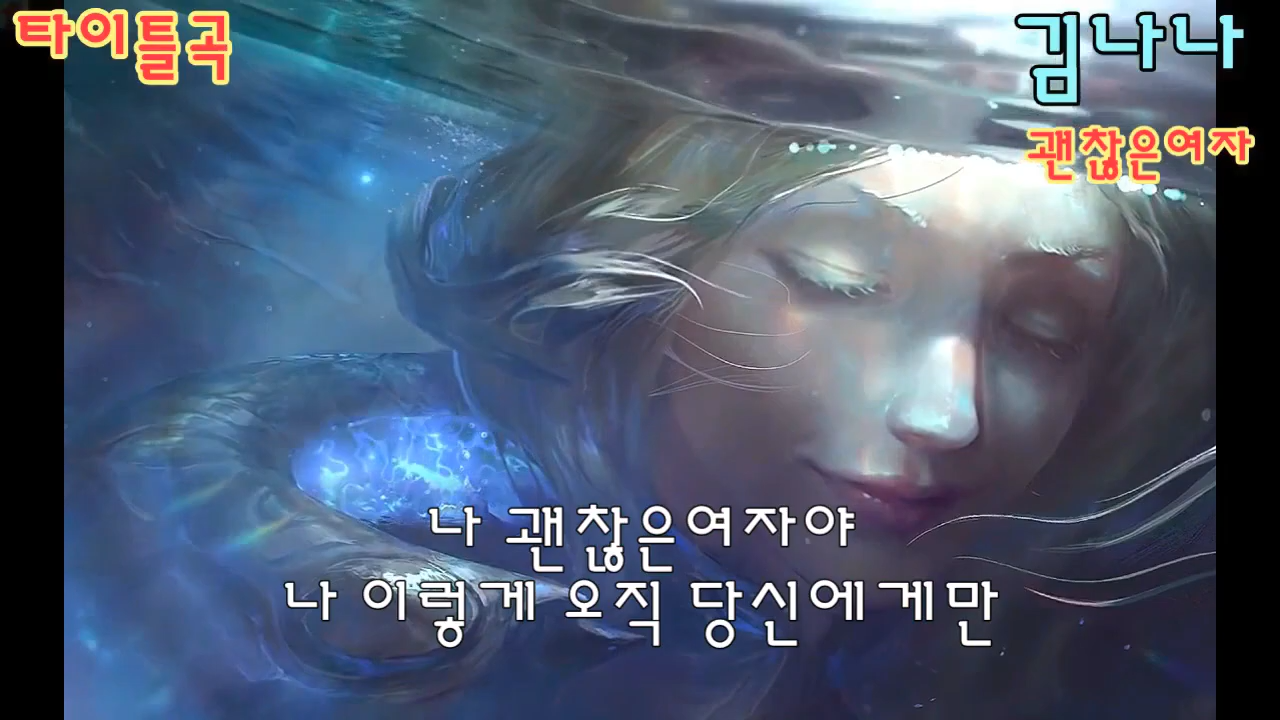 타이틀곡
김나나
괜찮은여자
나 괜찮은여자야
나 이렇게 오직 당신에게만